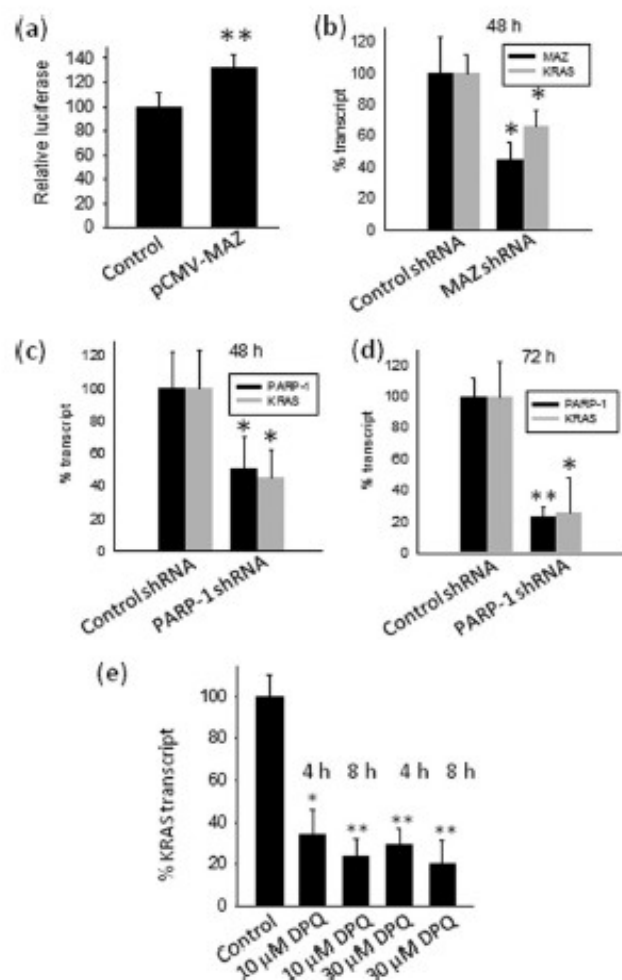 (a)
**
140
120
100
80
60
40
20
0
Relative luciferase
Control
pCMV-MAZ
(b)
48 h
120
100
80
60
40
20
0
% transcript
MAZ
KRAS
*
*
Control shRNA
MAZ shRNA
(c)
48 h
120
100
80
60
40
20
0
% transcript
PARP-1
KRAS
*
*
Control shRNA
PARP-1 shRNA
(d)
72 h
120
100
80
60
40
20
0
% transcript
PARP-1
KRAS
**
*
Control shRNA
PARP-1 shRNA
(e)
100
80
60
40
20
0
% KRAS transcript
4 h 8 h 4 h 8 h
*
**
**
**
Control
10 µM DPQ
10 µM DPQ
30 µM DPQ
30 µM DPQ